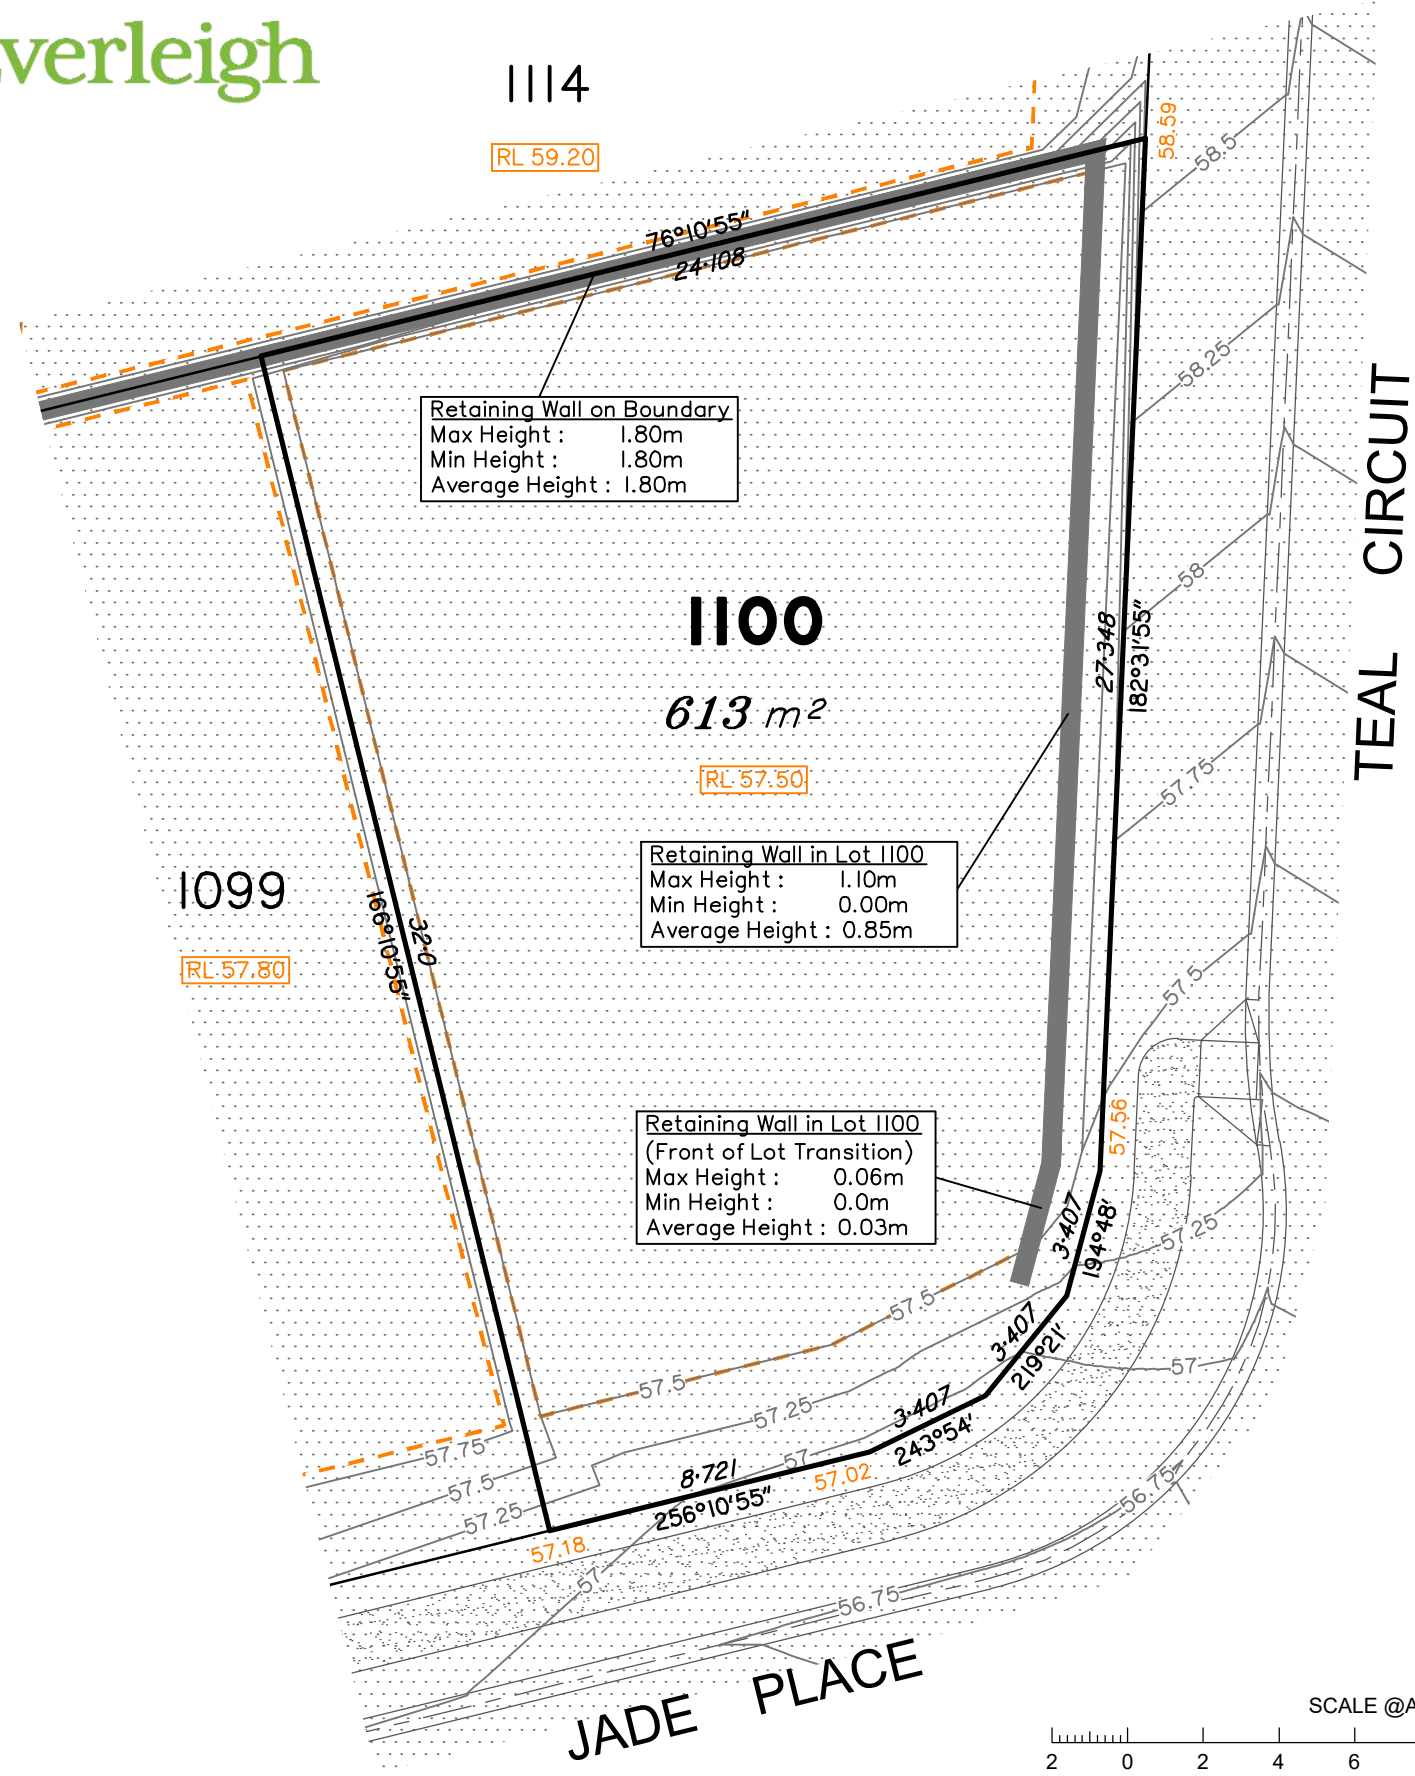 verleigh
1114
RL 59.20
58.59
58.5
76°10'55"
24·108
58.25
Retaining Wall on Boundary
Max Height : 1.80m
Min Height : 1.80m
Average Height : 1.80m
TEAL CIRCUIT
58
1100
27·348
182°31'55"
613 m²
RL 57.50
57.75
Retaining Wall in Lot 1100
Max Height : 1.10m
Min Height : 0.00m
Average Height : 0.85m
1099
RL 57.80
166°10'55"
32·0
57.5
57.56
Retaining Wall in Lot 1100
(Front of Lot Transition)
Max Height : 0.06m
Min Height : 0.0m
Average Height : 0.03m
3·407
194°48'
57.25
57.5
3·407
219°21'
57
57.5
57.25
3·407
243°54'
57.75
57.5
57.25
57
8·721
256°10'55"
57.02
56.75
57.18
57
56.75
JADE PLACE
SCALE @A
2 0 2 4 6